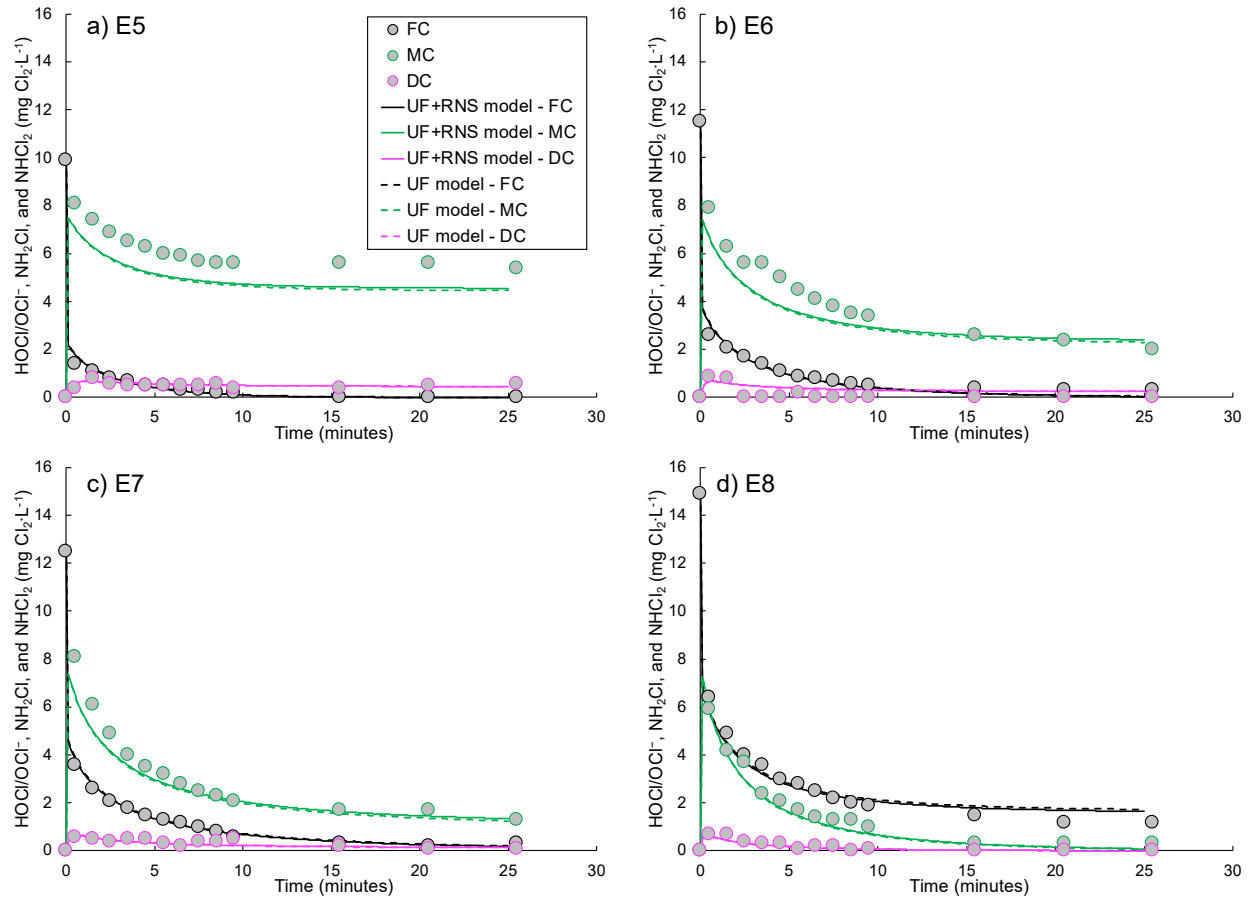 a) E5
HOCl/OCl⁻, NH₂Cl, and NHCl₂ (mg Cl₂·L⁻¹)
16
14
12
10
8
6
4
2
0
FC
MC
DC
UF+RNS model - FC
UF+RNS model - MC
UF+RNS model - DC
UF model - FC
UF model - MC
UF model - DC
0 5 10 15 20 25 30
Time (minutes)
b) E6
HOCl/OCl⁻, NH₂Cl, and NHCl₂ (mg Cl₂·L⁻¹)
16
14
12
10
8
6
4
2
0
0 5 10 15 20 25 30
Time (minutes)
c) E7
HOCl/OCl⁻, NH₂Cl, and NHCl₂ (mg Cl₂·L⁻¹)
16
14
12
10
8
6
4
2
0
0 5 10 15 20 25 30
Time (minutes)
d) E8
HOCl/OCl⁻, NH₂Cl, and NHCl₂ (mg Cl₂·L⁻¹)
16
14
12
10
8
6
4
2
0
0 5 10 15 20 25 30
Time (minutes)